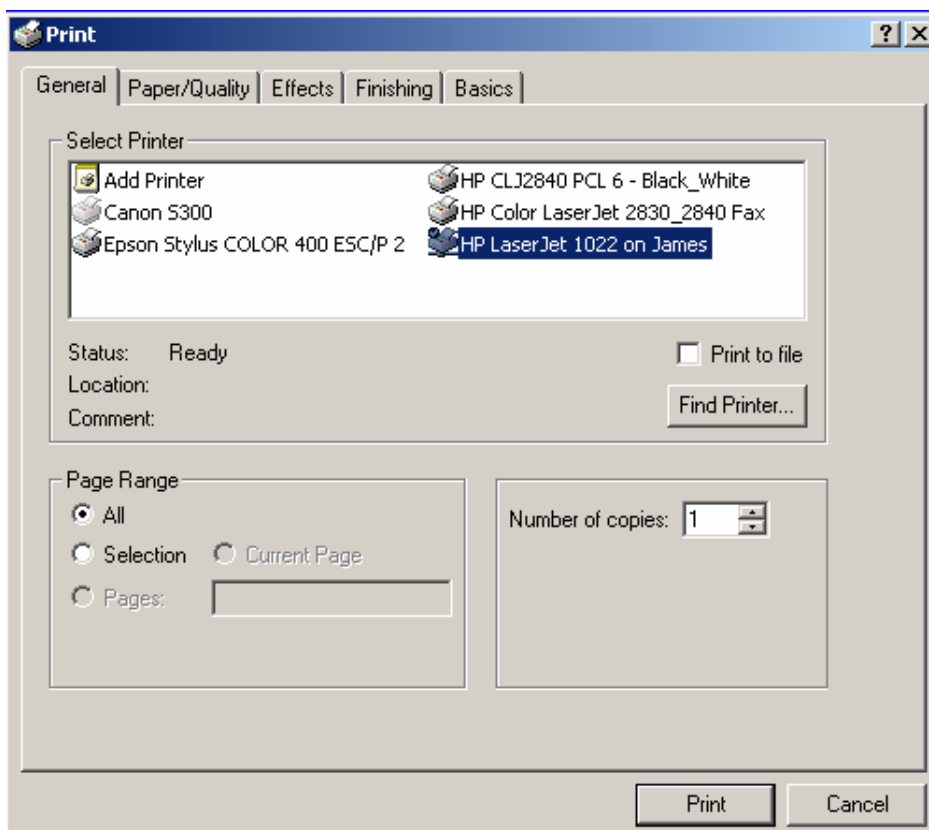 Print
General Paper/Quality Effects Finishing Basics
Select Printer
Add Printer HP CLJ2840 PCL 6 - Black_White
Canon S300 HP Color LaserJet 2830_2840 Fax
Epson Stylus COLOR 400 ESC/P 2 HP LaserJet 1022 on James
Status: Ready Print to file
Location:
Find Printer...
Comment:
Page Range
All
Number of copies: 1
Selection Current Page
Pages:
Print Cancel